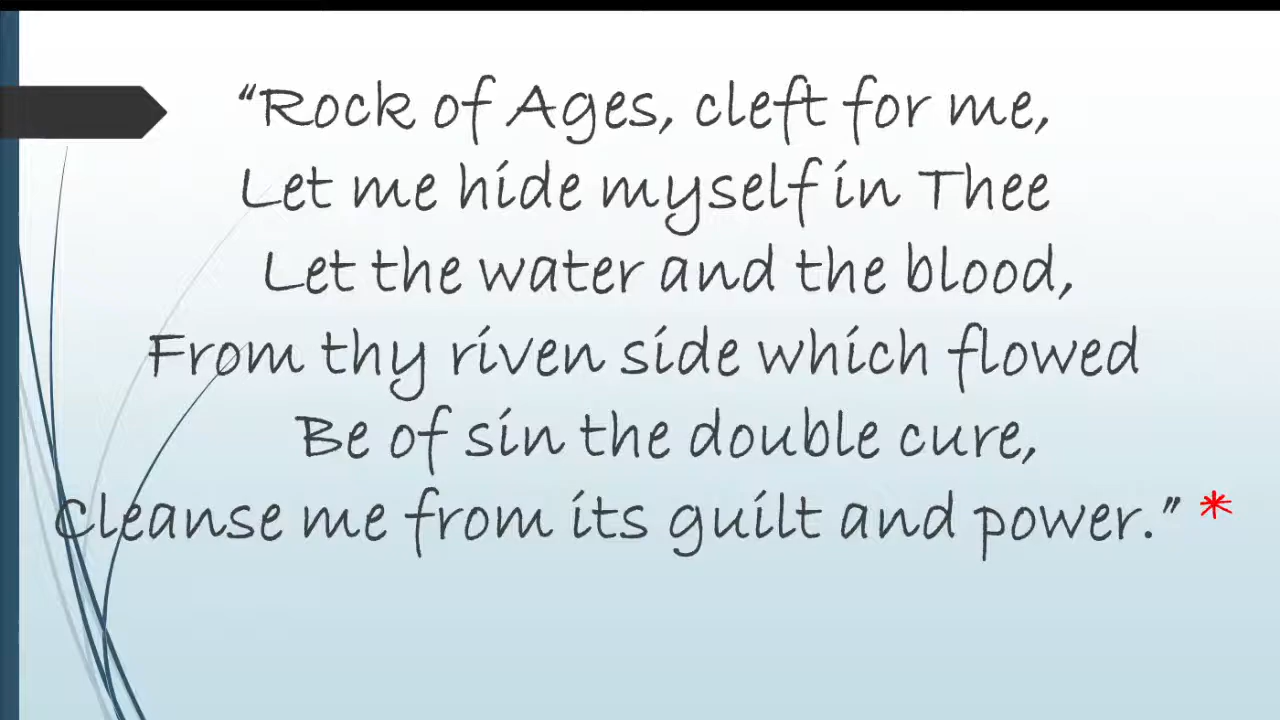 “Rock of Ages, cleft for me,
Let me hide myself in Thee
Let the water and the blood,
From thy riven side which flowed
Be of sin the double cure,
Cleanse me from its guilt and power.” *